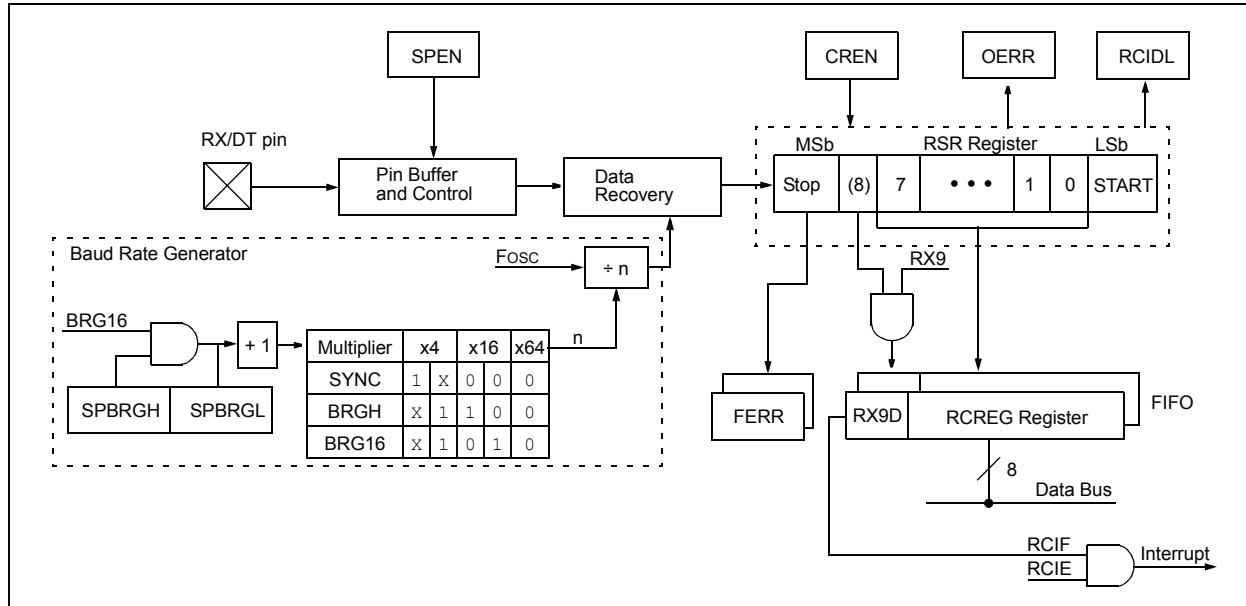 SPEN
CREN
OERR
RCIDL
RX/DT pin
Pin Buffer
and Control
Data
Recovery
MSb
RSR Register
LSb
Stop (8) 7 • • • 1 0 START
Baud Rate Generator
FOSC
÷ n
RX9
BRG16
+ 1
n
Multiplier x4 x16 x64
SYNC 1 X 0 0 0
BRGH X 1 1 0 0
BRG16 X 1 0 1 0
SPBRGH SPBRGL
FERR
RX9D RCREG Register
FIFO
8
Data Bus
RCIF
RCIE
Interrupt